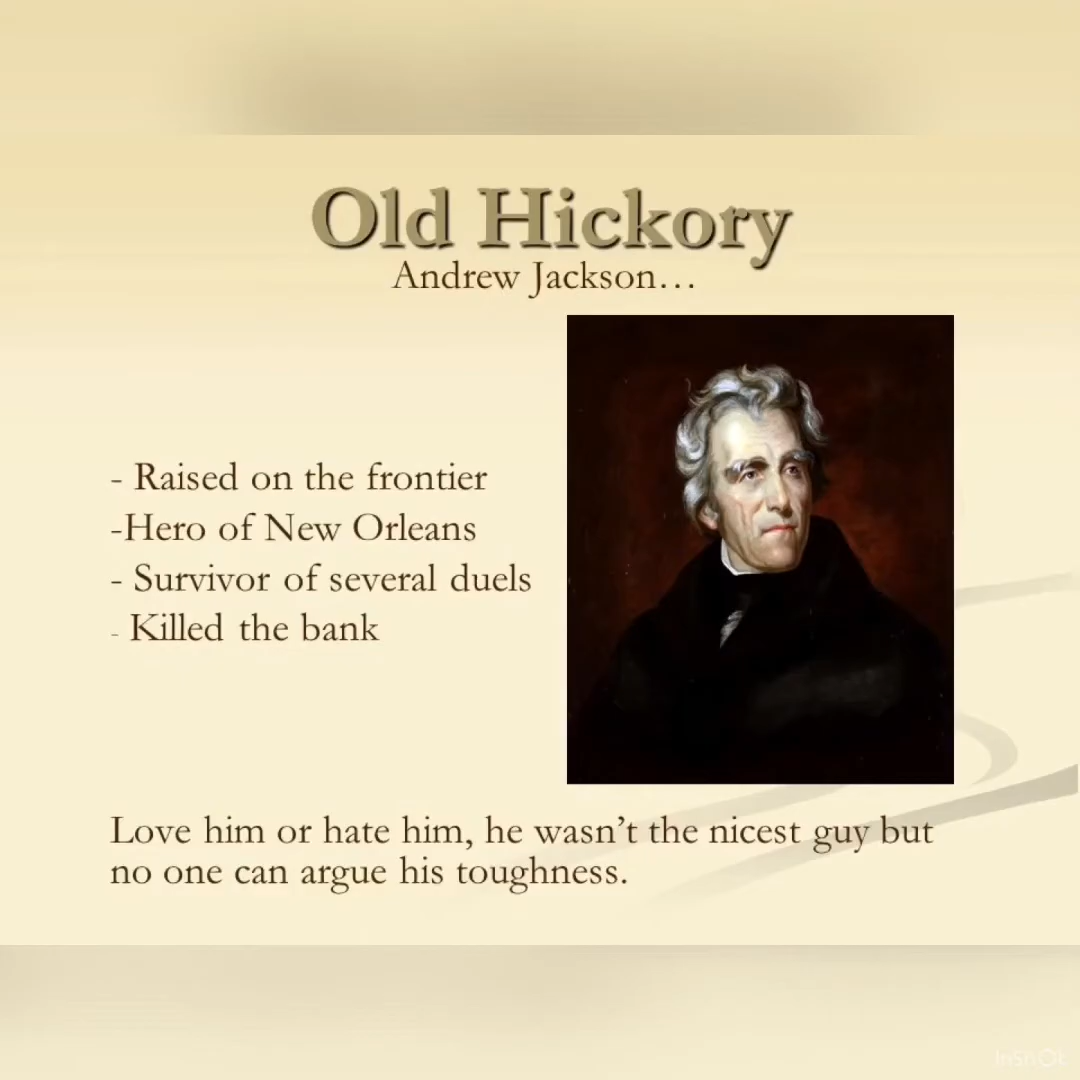 Old Hickory
Andrew Jackson…
- Raised on the frontier
-Hero of New Orleans
- Survivor of several duels
- Killed the bank
Love him or hate him, he wasn’t the nicest guy but
no one can argue his toughness.
InShOt